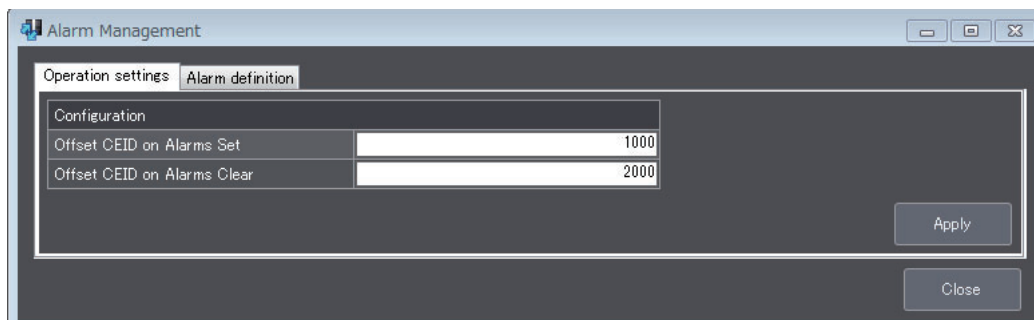 Alarm Management
Operation settings Alarm definition
Configuration
Offset CEID on Alarms Set 1000
Offset CEID on Alarms Clear 2000
Apply
Close